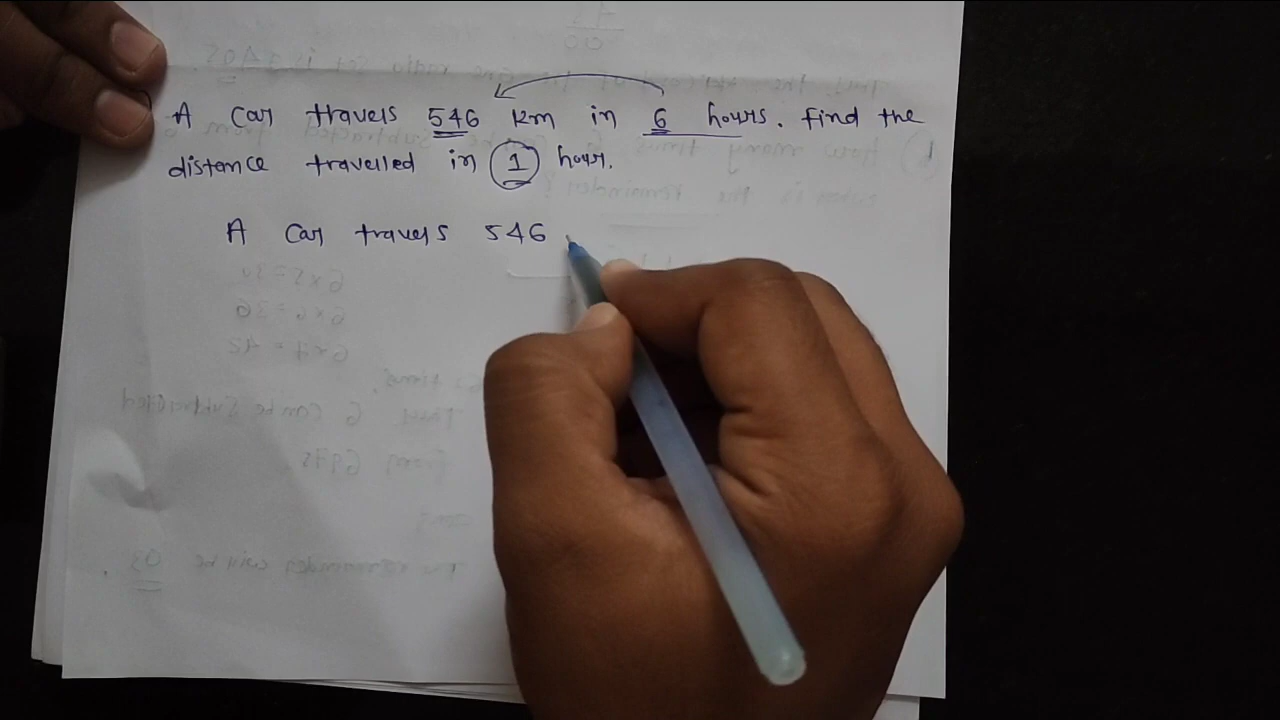 A car travels 546 km in 6 hours. Find the
distance travelled in 1 hour.
A car travels 546